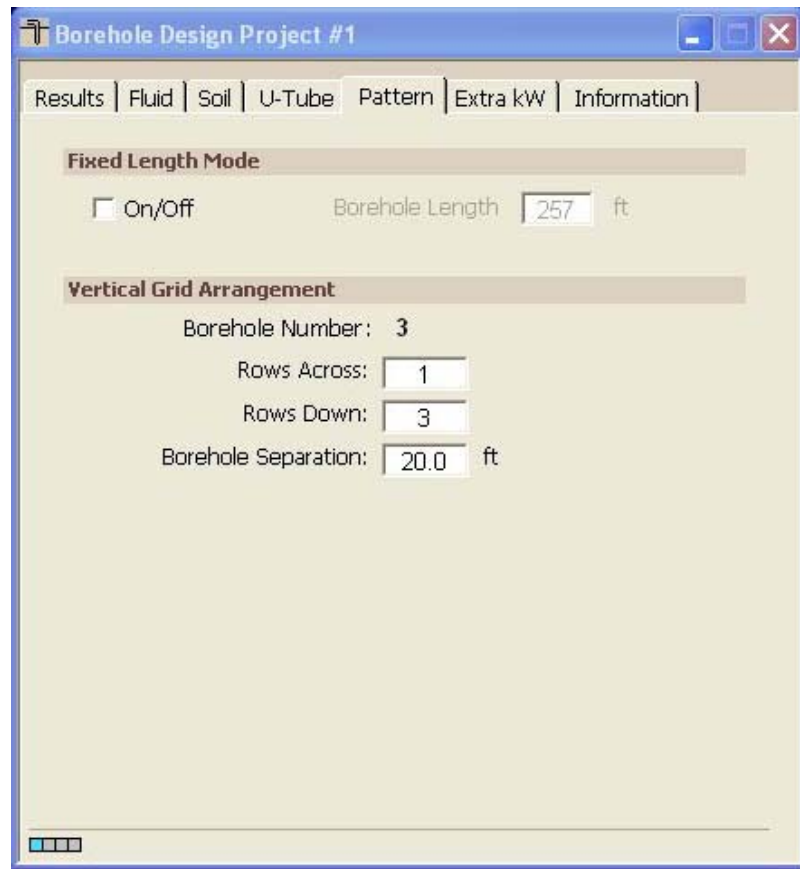 Borehole Design Project #1
Results Fluid Soil U-Tube Pattern Extra kW Information
Fixed Length Mode
On/Off Borehole Length 257 ft
Vertical Grid Arrangement
Borehole Number: 3
Rows Across: 1
Rows Down: 3
Borehole Separation: 20.0 ft